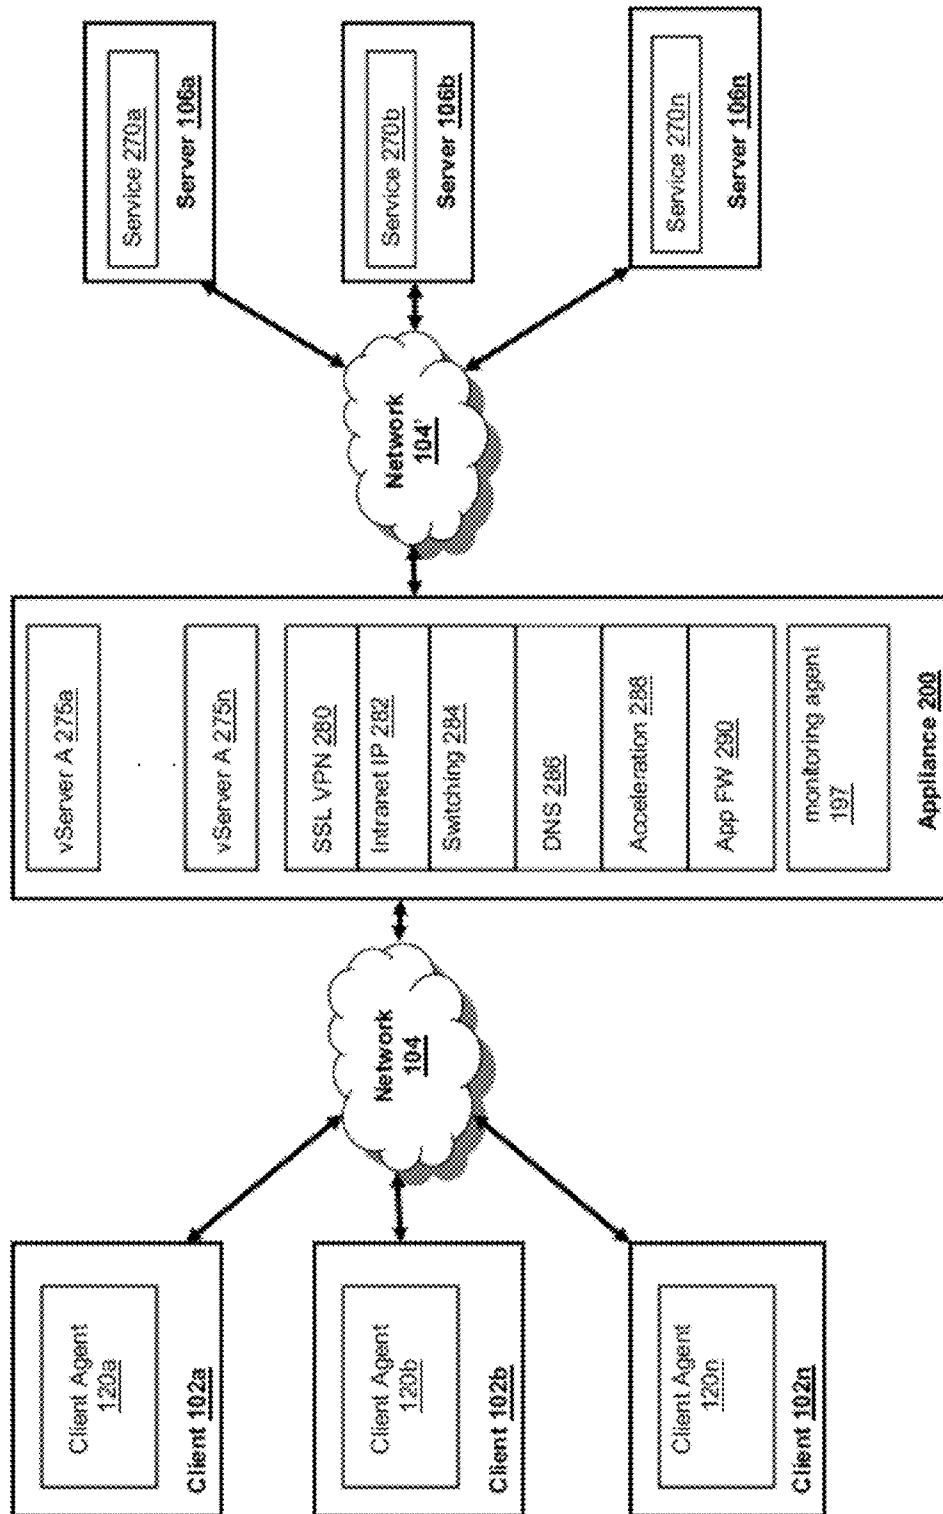 Client Agent
120a
Client 102a
Client Agent
120b
Client 102b
Client Agent
120n
Client 102n
Network
104
vServer A 275a
vServer A 275n
SSL VPN 280
Intranet IP 282
Switching 284
DNS 286
Acceleration 288
App FW 290
monitoring agent
197
Appliance 200
Network
104'
Service 270a
Server 106a
Service 270b
Server 106b
Service 270n
Server 106n